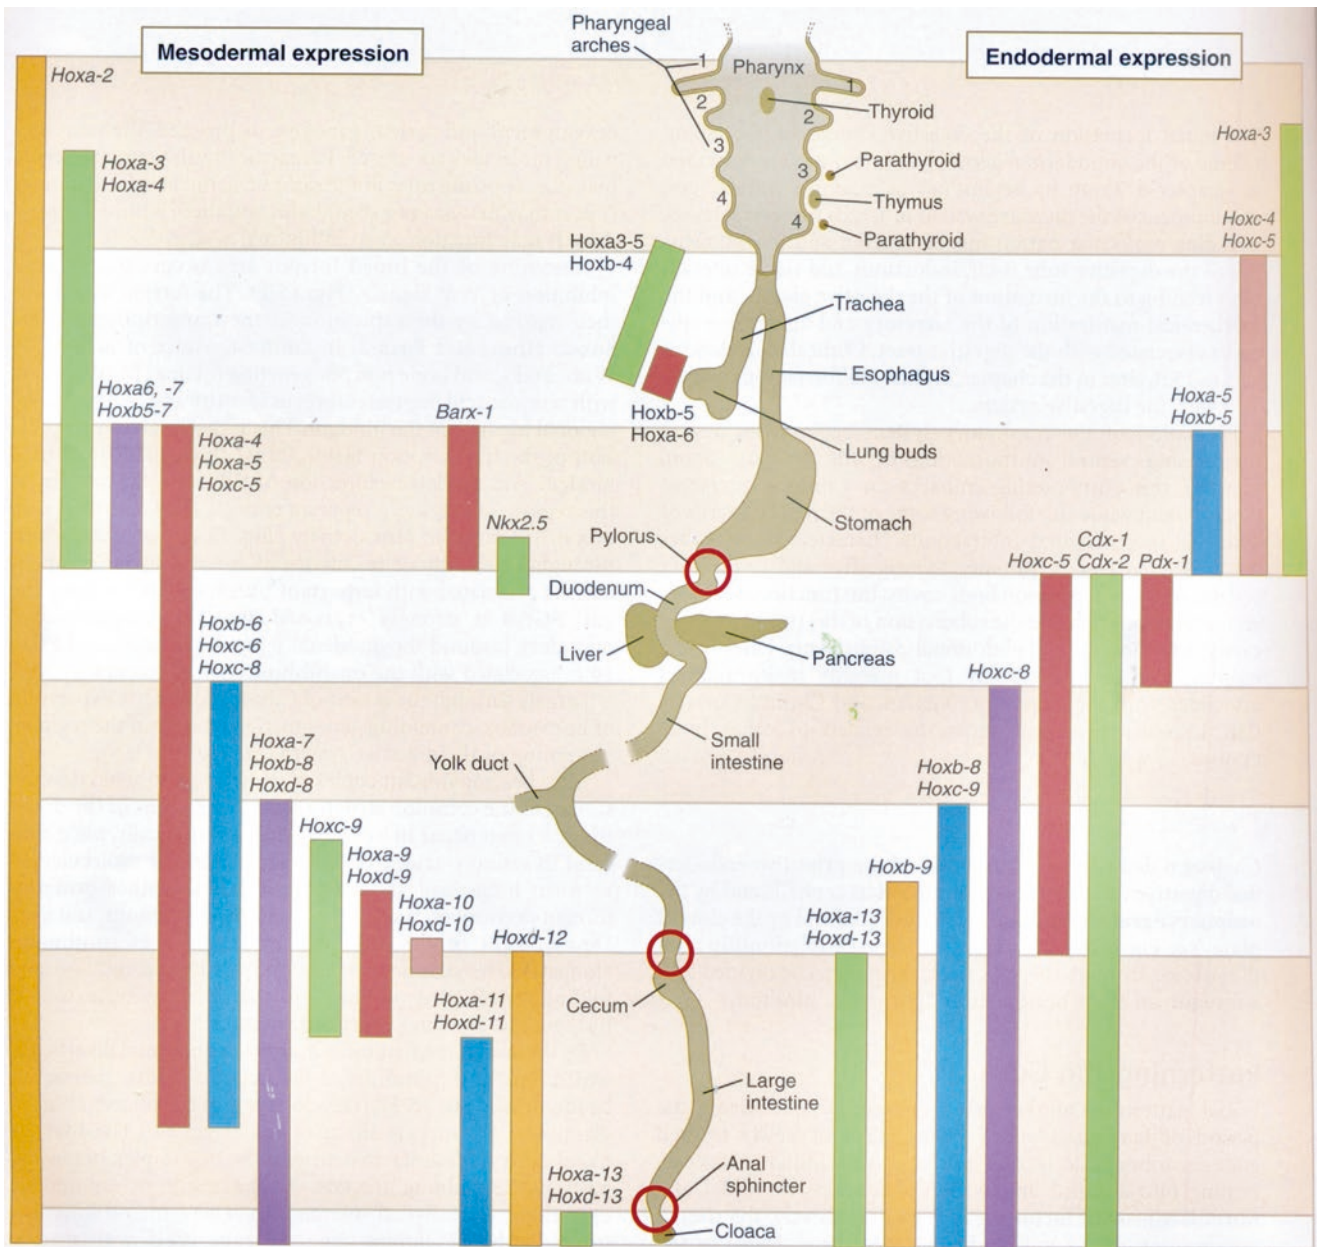 Mesodermal expression
Endodermal expression
Pharyngeal
arches
Pharynx
1
2
3
4
1
2
3
4
Thyroid
Parathyroid
Thymus
Parathyroid
Trachea
Esophagus
Lung buds
Stomach
Pylorus
Duodenum
Liver
Pancreas
Small
intestine
Yolk duct
Cecum
Large
intestine
Anal
sphincter
Cloaca
Hoxa-2
Hoxa-3
Hoxa-4
Hoxa3-5
Hoxb-4
Hoxb-5
Hoxa-6
Hoxa6, -7
Hoxb5-7
Hoxa-4
Hoxa-5
Hoxc-5
Barx-1
Nkx2.5
Hoxb-6
Hoxc-6
Hoxc-8
Hoxa-7
Hoxb-8
Hoxd-8
Hoxc-9
Hoxa-9
Hoxd-9
Hoxa-10
Hoxd-10
Hoxd-12
Hoxa-11
Hoxd-11
Hoxa-13
Hoxd-13
Hoxa-3
Hoxc-4
Hoxc-5
Hoxa-5
Hoxb-5
Cdx-1
Hoxc-5 Cdx-2 Pdx-1
Hoxc-8
Hoxb-8
Hoxc-9
Hoxb-9
Hoxa-13
Hoxd-13